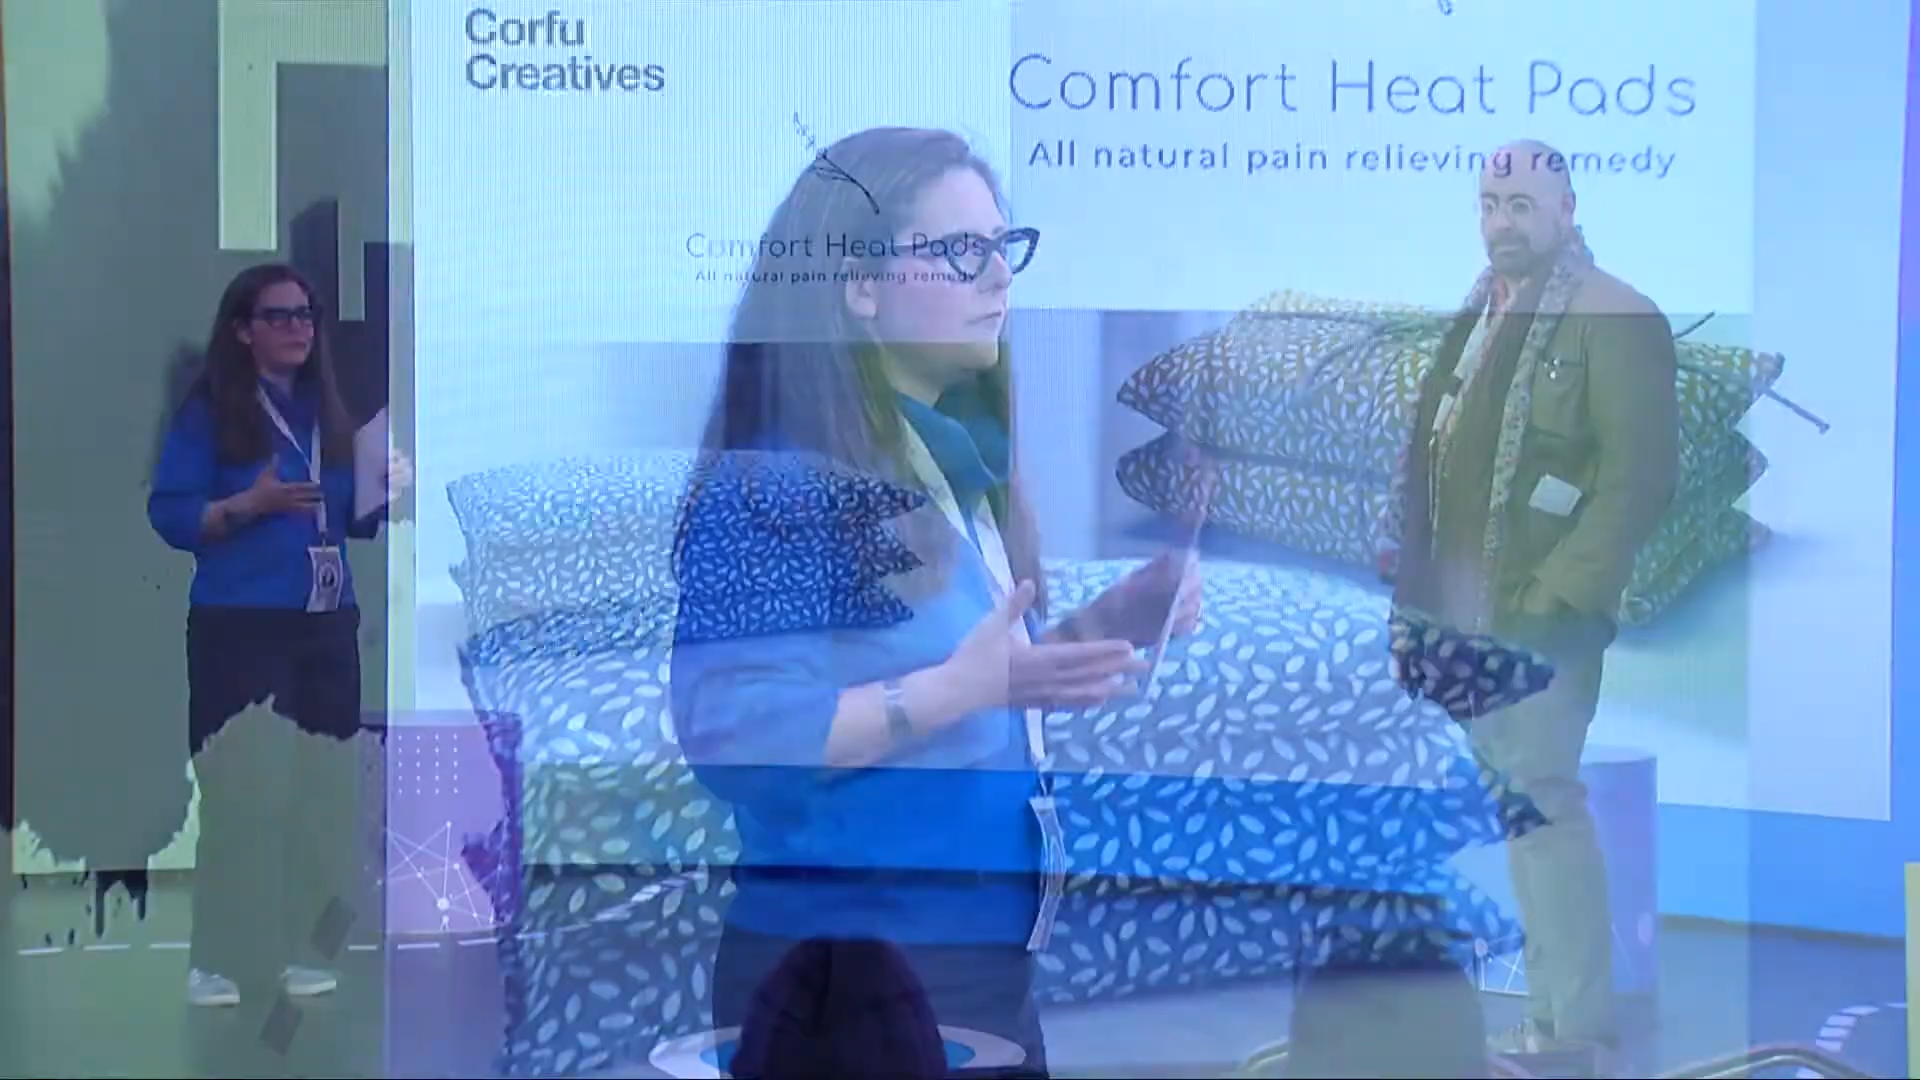 Corfu
Creatives
Comfort Heat Pads
All natural pain relieving remedy
Comfort Heat Pads
All natural pain relieving remedy